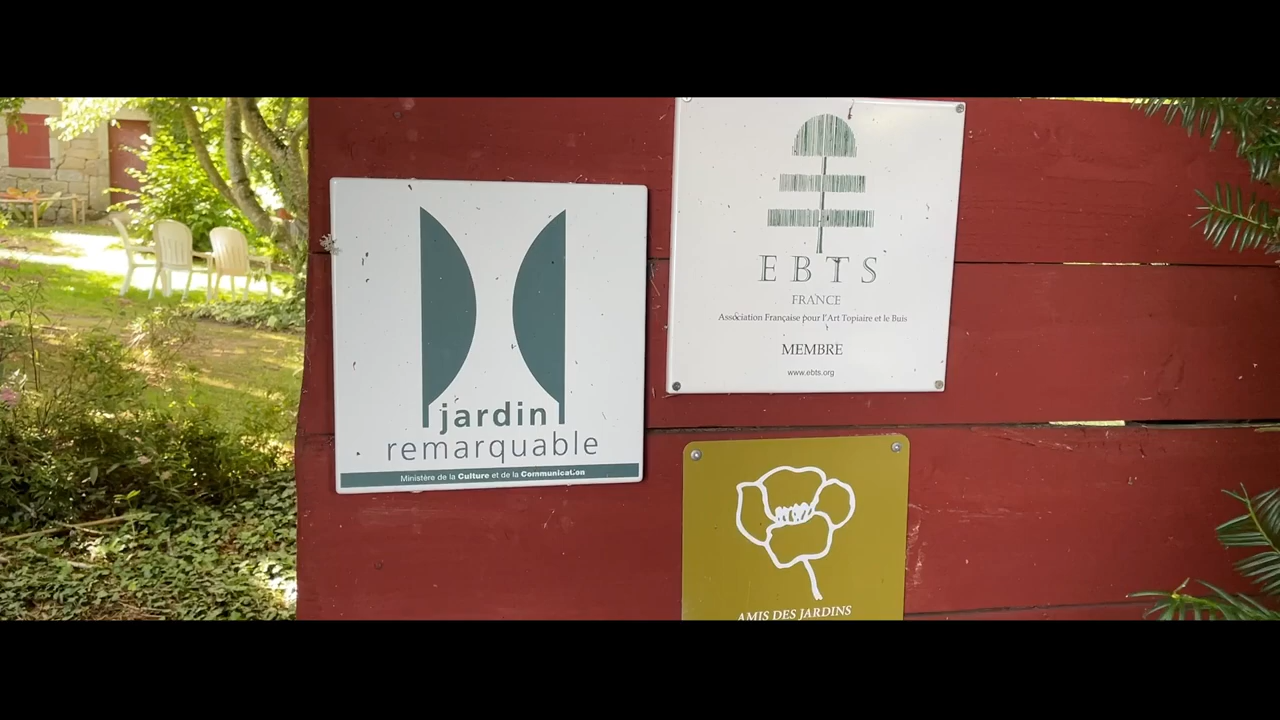 jardin
remarquable
Ministère de la Culture et de la Communication
EBTS
FRANCE
Association Française pour l'Art Topiaire et le Buis
MEMBRE
www.ebts.org
AMIS DES JARDINS